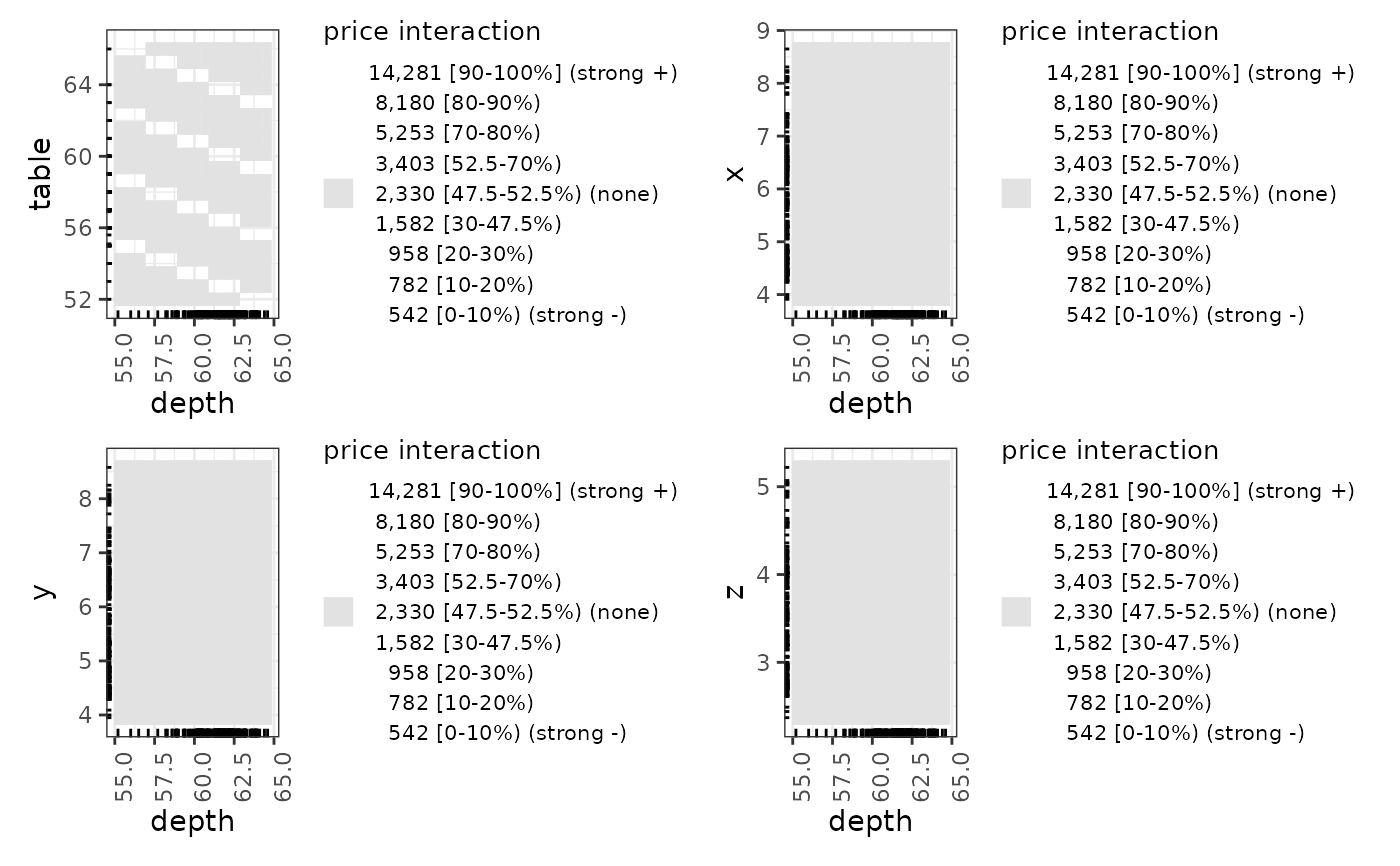 price interaction
14,281 [90-100%] (strong +)
8,180 [80-90%)
5,253 [70-80%)
3,403 [52.5-70%)
2,330 [47.5-52.5%) (none)
1,582 [30-47.5%)
958 [20-30%)
782 [10-20%)
542 [0-10%) (strong -)
table
64
60
56
52
55.0
57.5
60.0
62.5
65.0
depth
price interaction
14,281 [90-100%] (strong +)
8,180 [80-90%)
5,253 [70-80%)
3,403 [52.5-70%)
2,330 [47.5-52.5%) (none)
1,582 [30-47.5%)
958 [20-30%)
782 [10-20%)
542 [0-10%) (strong -)
x
9
8
7
6
5
4
55.0
57.5
60.0
62.5
65.0
depth
price interaction
14,281 [90-100%] (strong +)
8,180 [80-90%)
5,253 [70-80%)
3,403 [52.5-70%)
2,330 [47.5-52.5%) (none)
1,582 [30-47.5%)
958 [20-30%)
782 [10-20%)
542 [0-10%) (strong -)
y
8
7
6
5
4
55.0
57.5
60.0
62.5
65.0
depth
price interaction
14,281 [90-100%] (strong +)
8,180 [80-90%)
5,253 [70-80%)
3,403 [52.5-70%)
2,330 [47.5-52.5%) (none)
1,582 [30-47.5%)
958 [20-30%)
782 [10-20%)
542 [0-10%) (strong -)
z
5
4
3
55.0
57.5
60.0
62.5
65.0
depth